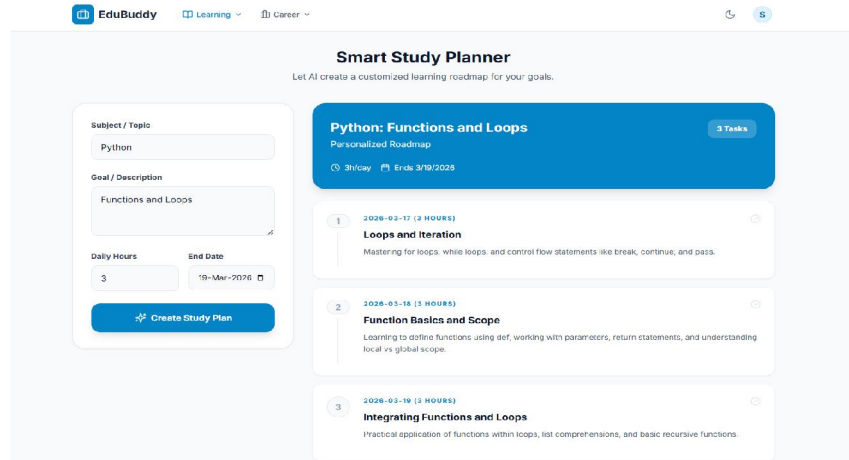 EduBuddy
Learning
Career
S
Smart Study Planner
Let AI create a customized learning roadmap for your goals.
Subject / Topic
Python
Goal / Description
Functions and Loops
Daily Hours
End Date
3
19-Mar-2026
Create Study Plan
Python: Functions and Loops
3 Tasks
Personalized Roadmap
3h/day
Ends 3/19/2026
1
2026-03-17 (3 HOURS)
Loops and Iteration
Mastering for loops, while loops, and control flow statements like break, continue, and pass.
2
2026-03-18 (3 HOURS)
Function Basics and Scope
Learning to define functions using def, working with parameters, return statements, and understanding
local vs global scope.
3
2026-03-19 (3 HOURS)
Integrating Functions and Loops
Practical application of functions within loops, list comprehensions, and basic recursive functions.